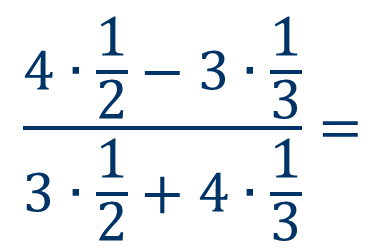 4 · 1/2 − 3 · 1/3
3 · 1/2 + 4 · 1/3 =